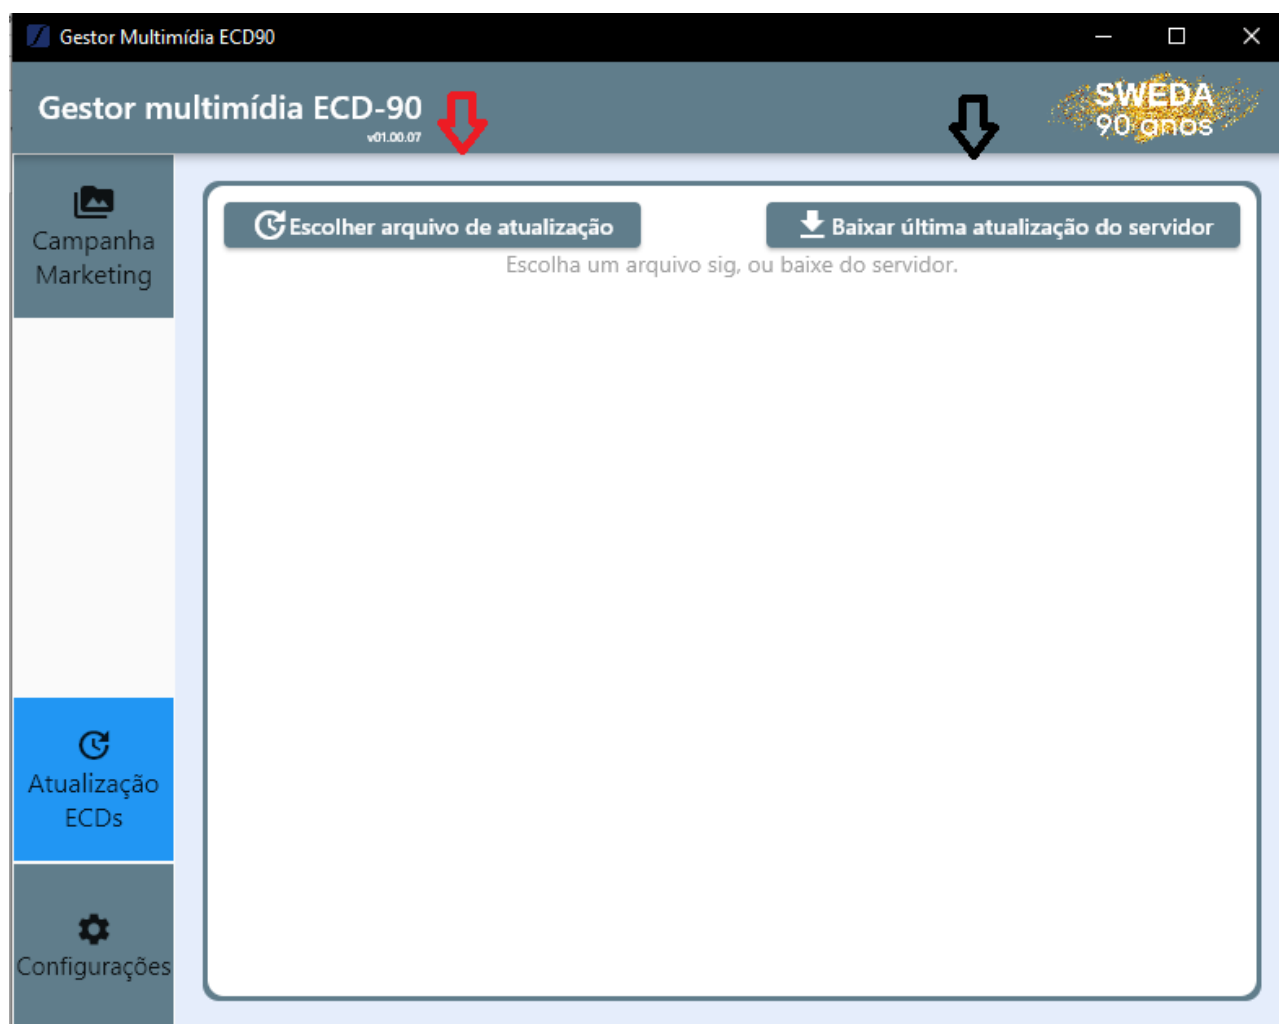 Gestor Multimídia ECD90
Gestor multimídia ECD-90
v01.00.07
SWEDA
90 anos
Campanha
Marketing
Escolher arquivo de atualização
Baixar última atualização do servidor
Escolha um arquivo sig, ou baixe do servidor.
Atualização
ECDs
Configurações